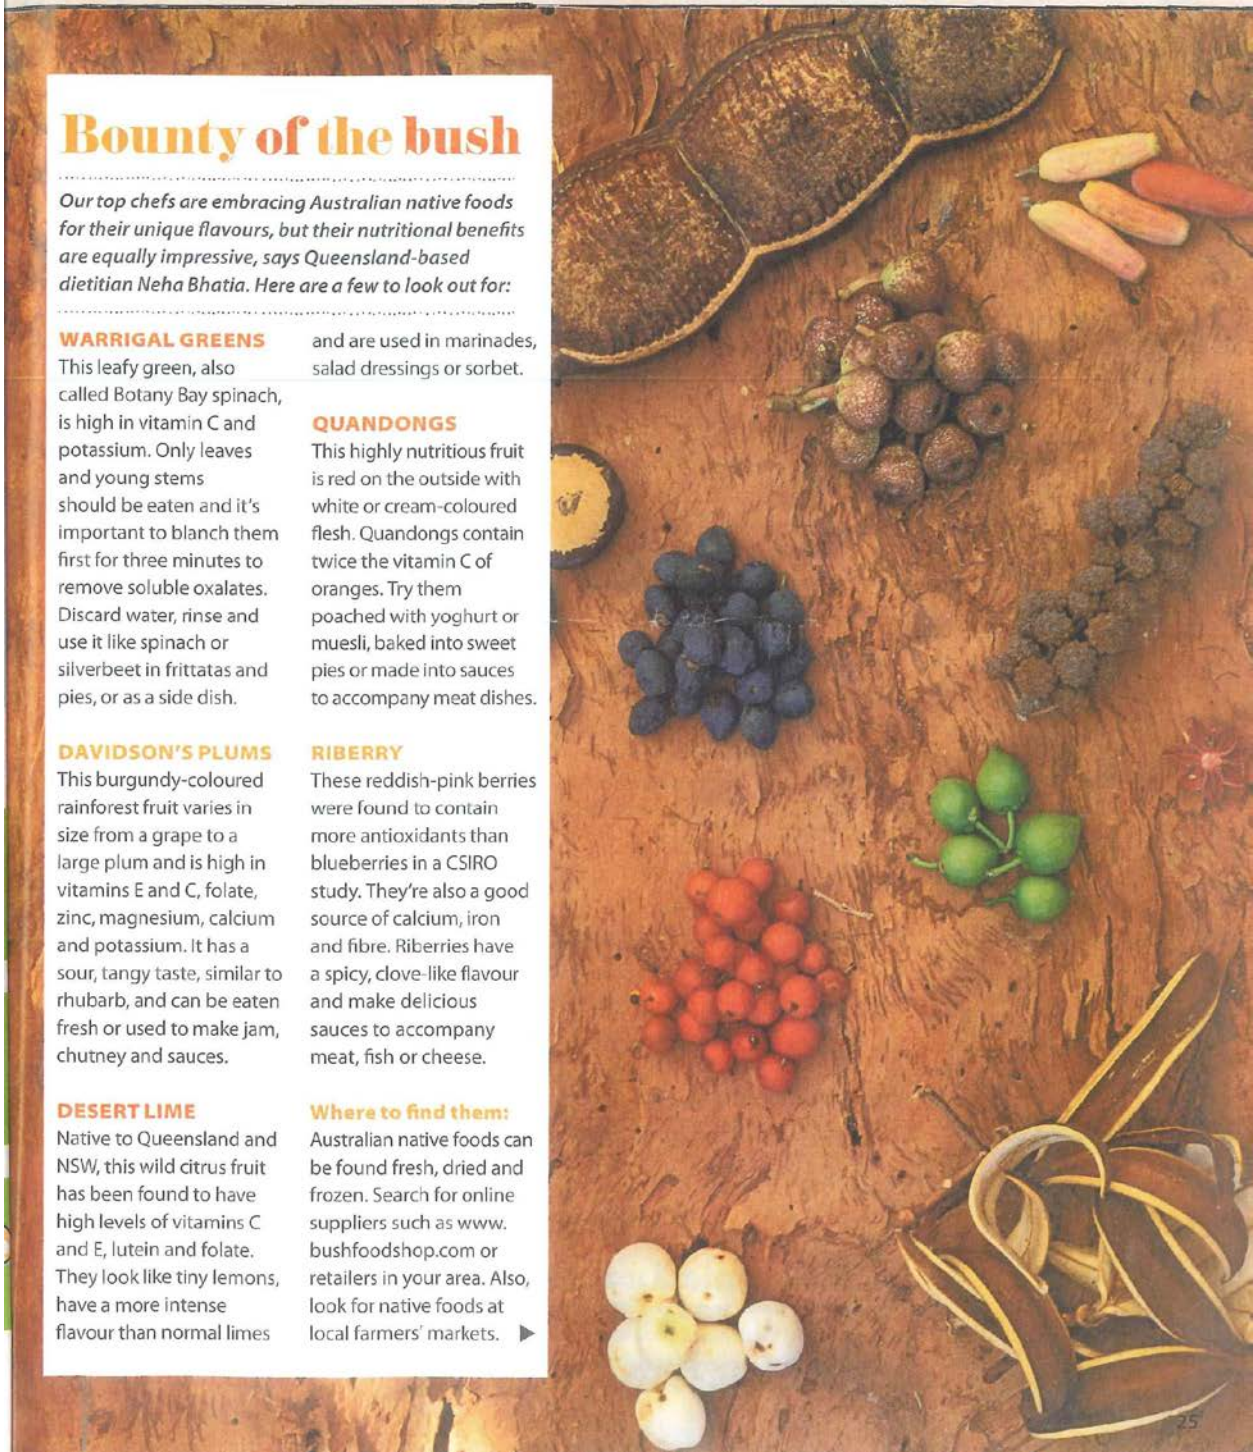 Bounty of the bush
Our top chefs are embracing Australian native foods
for their unique flavours, but their nutritional benefits
are equally impressive, says Queensland-based
dietitian Neha Bhatia. Here are a few to look out for:
WARRIGAL GREENS
This leafy green, also
called Botany Bay spinach,
is high in vitamin C and
potassium. Only leaves
and young stems
should be eaten and it's
important to blanch them
first for three minutes to
remove soluble oxalates.
Discard water, rinse and
use it like spinach or
silverbeet in frittatas and
pies, or as a side dish.
DAVIDSON'S PLUMS
This burgundy-coloured
rainforest fruit varies in
size from a grape to a
large plum and is high in
vitamins E and C, folate,
zinc, magnesium, calcium
and potassium. It has a
sour, tangy taste, similar to
rhubarb, and can be eaten
fresh or used to make jam,
chutney and sauces.
DESERT LIME
Native to Queensland and
NSW, this wild citrus fruit
has been found to have
high levels of vitamins C
and E, lutein and folate.
They look like tiny lemons,
have a more intense
flavour than normal limes
and are used in marinades,
salad dressings or sorbet.
QUANDONGS
This highly nutritious fruit
is red on the outside with
white or cream-coloured
flesh. Quandongs contain
twice the vitamin C of
oranges. Try them
poached with yoghurt or
muesli, baked into sweet
pies or made into sauces
to accompany meat dishes.
RIBERRY
These reddish-pink berries
were found to contain
more antioxidants than
blueberries in a CSIRO
study. They're also a good
source of calcium, iron
and fibre. Riberries have
a spicy, clove-like flavour
and make delicious
sauces to accompany
meat, fish or cheese.
Where to find them:
Australian native foods can
be found fresh, dried and
frozen. Search for online
suppliers such as www.
bushfoodshop.com or
retailers in your area. Also,
look for native foods at
local farmers' markets. ▶
25